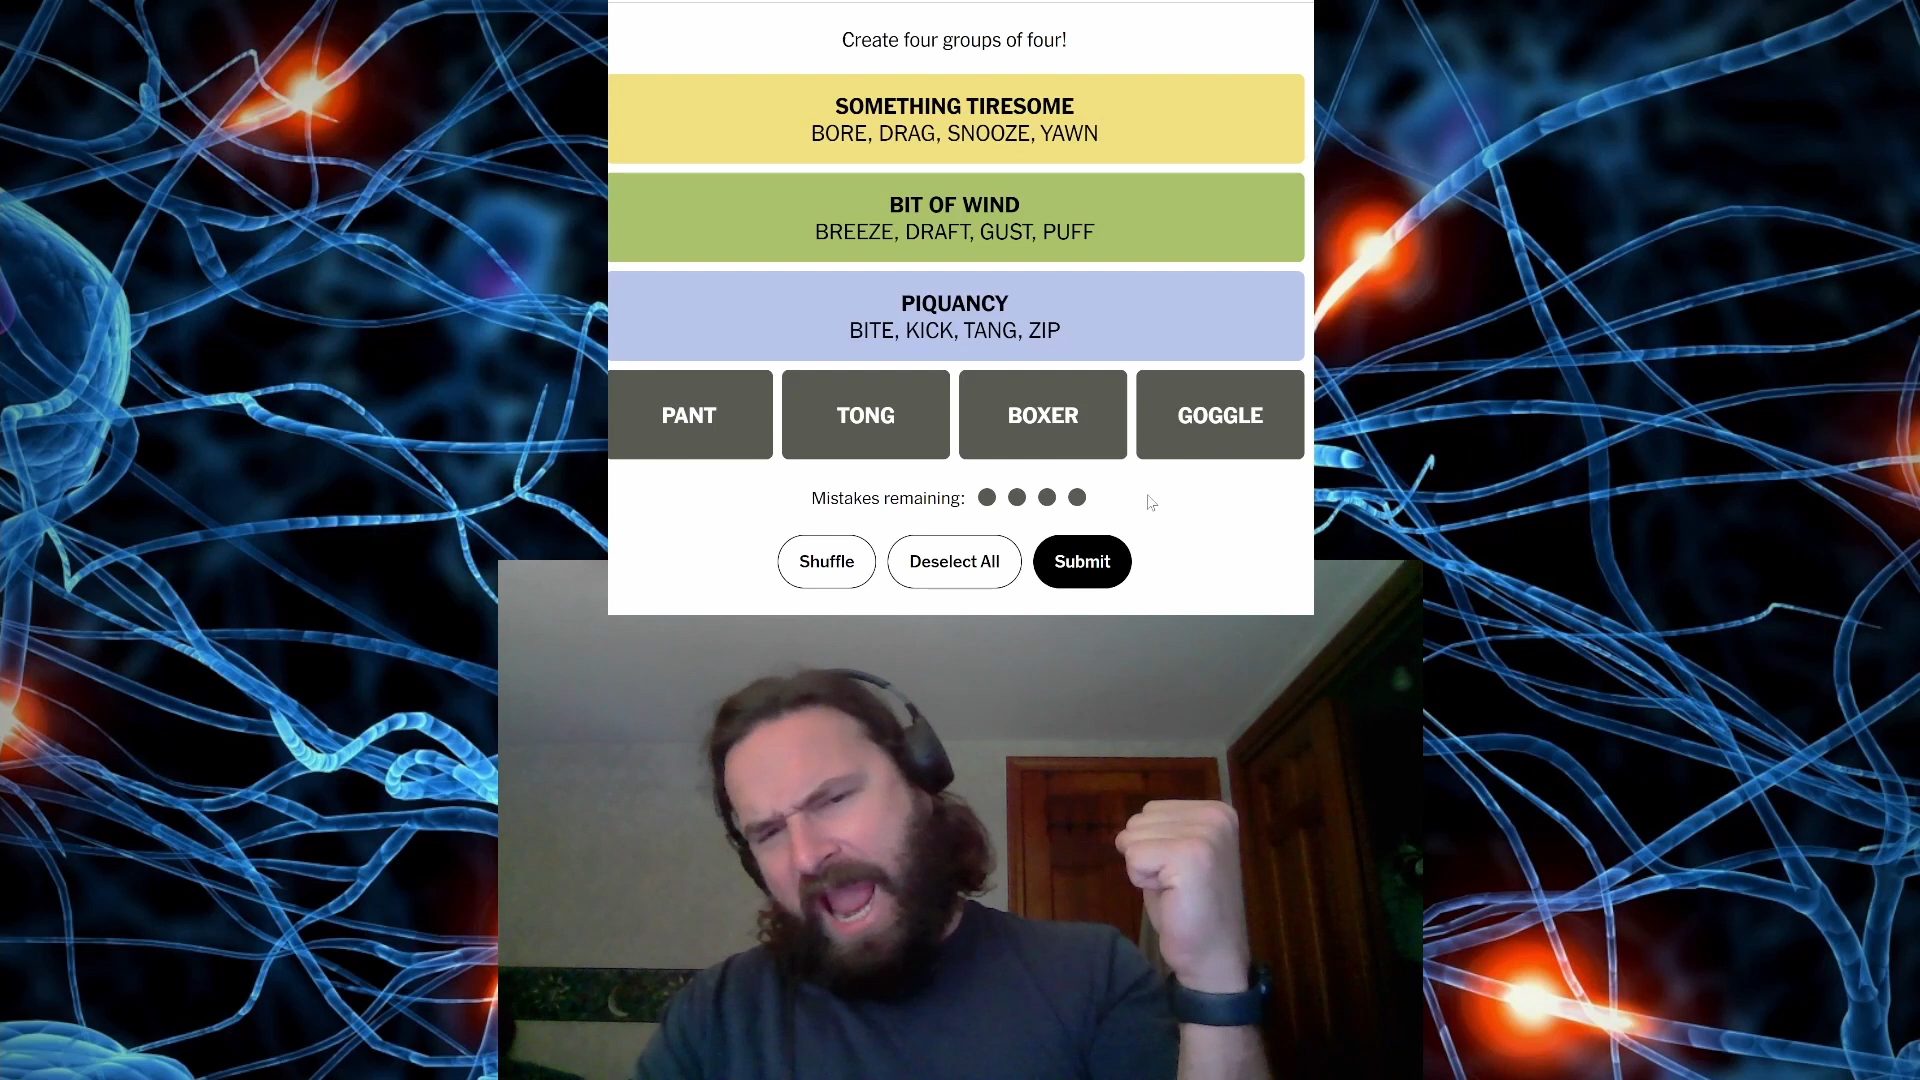 Create four groups of four!
SOMETHING TIRESOME
BORE, DRAG, SNOOZE, YAWN
BIT OF WIND
BREEZE, DRAFT, GUST, PUFF
PIQUANCY
BITE, KICK, TANG, ZIP
PANT TONG BOXER GOGGLE
Mistakes remaining:
Shuffle Deselect All Submit